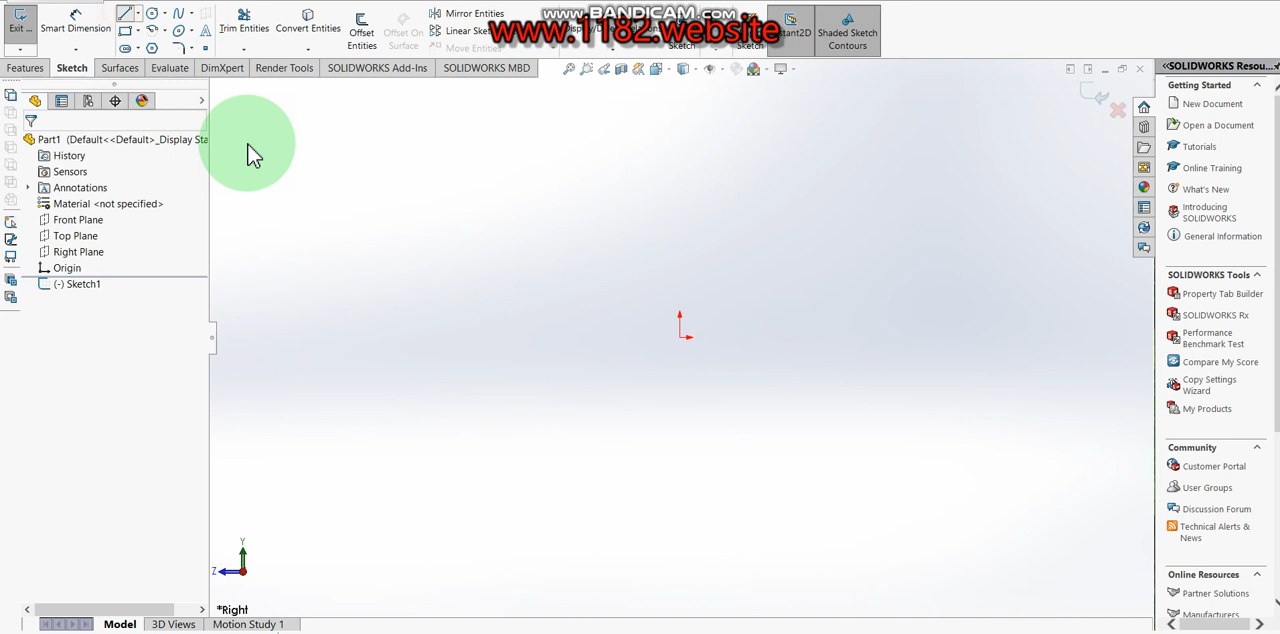 www.BANDICAM.com
www.1182.website
Exit ...
Smart Dimension
Trim Entities
Convert Entities
Offset Entities
Offset On Surface
Mirror Entities
Linear Sk
Move Entities
Sk
tch
Instant2D
Shaded Sketch Contours
Features
Sketch
Surfaces
Evaluate
DimXpert
Render Tools
SOLIDWORKS Add-Ins
SOLIDWORKS MBD
Part1 (Default<<Default>_Display Sta
History
Sensors
Annotations
Material <not specified>
Front Plane
Top Plane
Right Plane
Origin
(-) Sketch1
Y
Z
*Right
Model
3D Views
Motion Study 1
SOLIDWORKS Resou...
Getting Started
New Document
Open a Document
Tutorials
Online Training
What's New
Introducing SOLIDWORKS
General Information
SOLIDWORKS Tools
Property Tab Builder
SOLIDWORKS Rx
Performance Benchmark Test
Compare My Score
Copy Settings Wizard
My Products
Community
Customer Portal
User Groups
Discussion Forum
Technical Alerts & News
Online Resources
Partner Solutions
Manufacturers